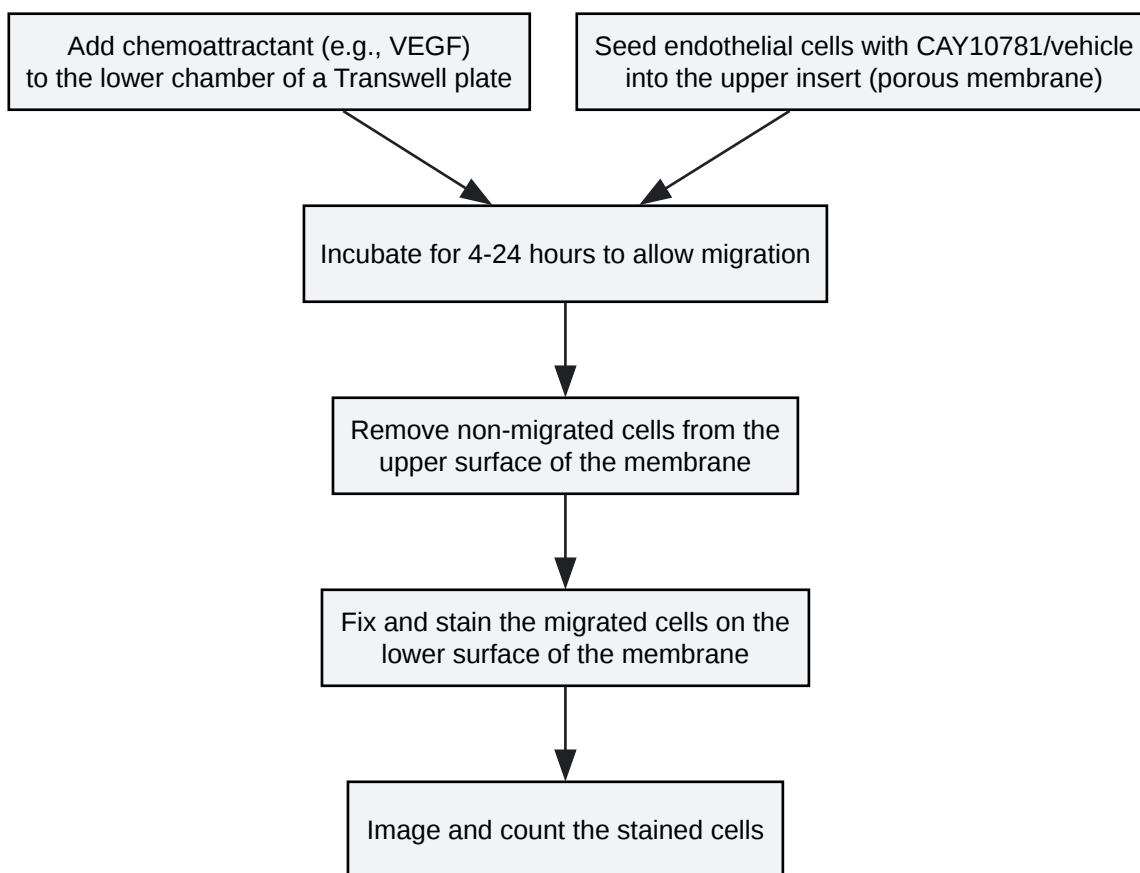 Add chemoattractant (e.g., VEGF)
to the lower chamber of a Transwell plate
Seed endothelial cells with CAY10781/vehicle
into the upper insert (porous membrane)
Incubate for 4-24 hours to allow migration
Remove non-migrated cells from the
upper surface of the membrane
Fix and stain the migrated cells on the
lower surface of the membrane
Image and count the stained cells